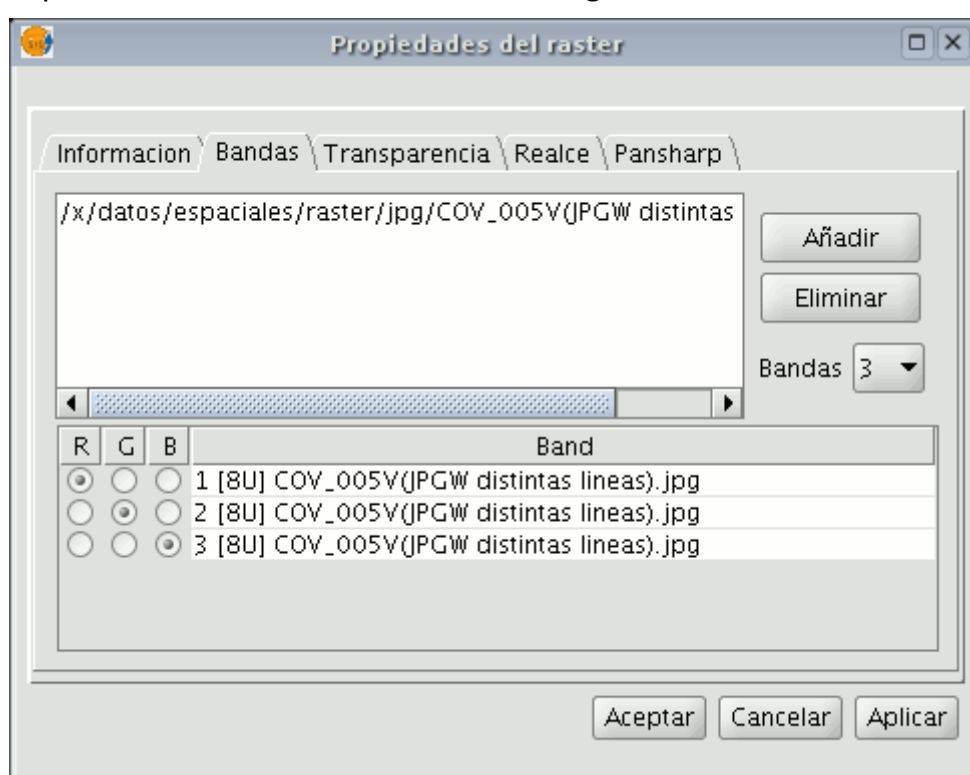 Propiedades del raster
Informacion Bandas Transparencia Realce Pansharp
/x/datos/espaciales/raster/jpg/COV_005V(JPGW distintas
Añadir
Eliminar
Bandas 3
R G B Band
1 [8U] COV_005V(JPGW distintas lineas).jpg
2 [8U] COV_005V(JPGW distintas lineas).jpg
3 [8U] COV_005V(JPGW distintas lineas).jpg
Aceptar Cancelar Aplicar